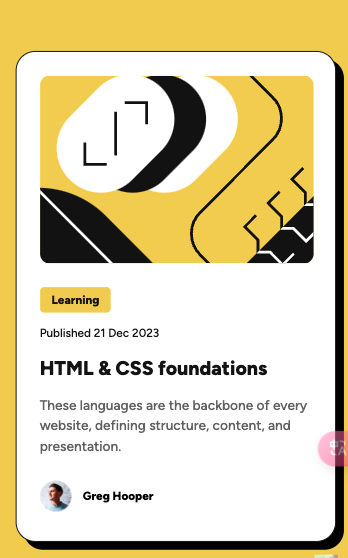 Learning
Published 21 Dec 2023
HTML & CSS foundations
These languages are the backbone of every
website, defining structure, content, and
presentation.
Greg Hooper